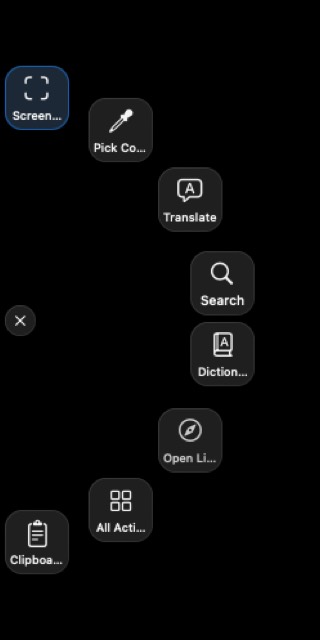 Screen...
Pick Co...
A
Translate
Search
A
Diction...
Open Li...
All Acti...
Clipboa...